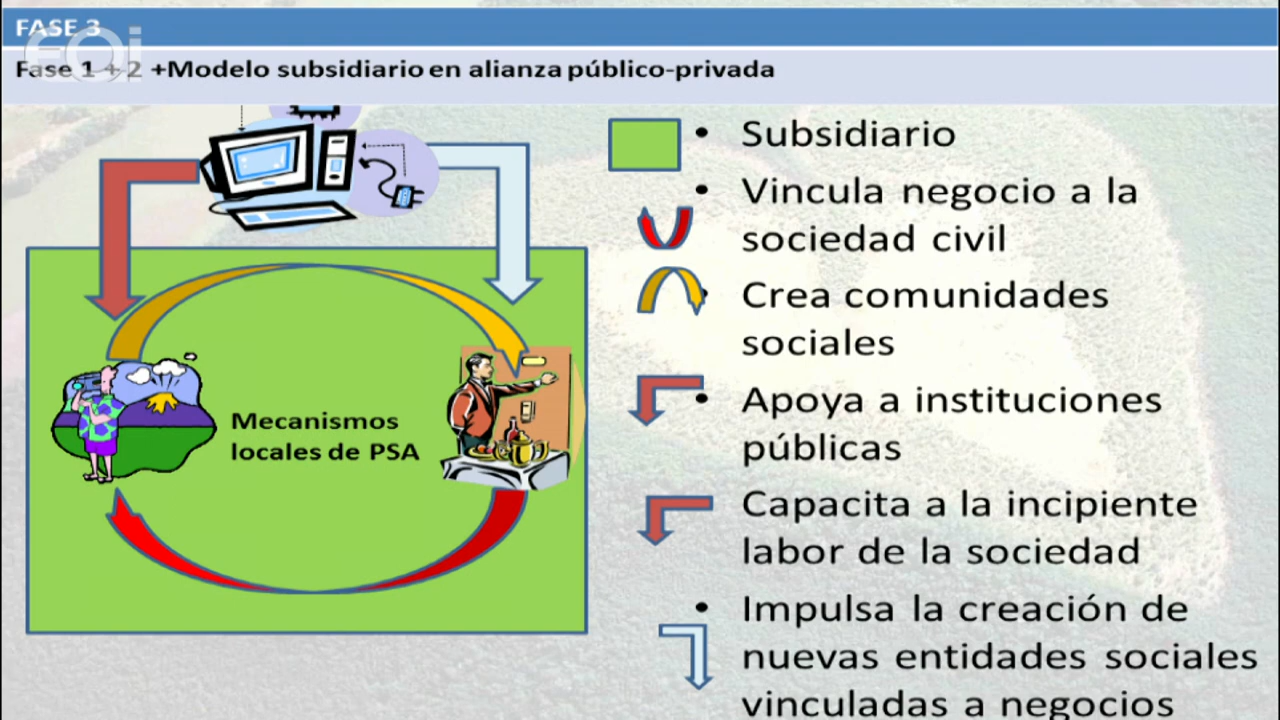 FASE 3
EOi
Fase 1 + 2 +Modelo subsidiario en alianza público-privada
• Subsidiario
• Vincula negocio a la
sociedad civil
• Crea comunidades
sociales
• Apoya a instituciones
públicas
Capacita a la incipiente
labor de la sociedad
• Impulsa la creación de
nuevas entidades sociales
vinculadas a negocios
Mecanismos
locales de PSA